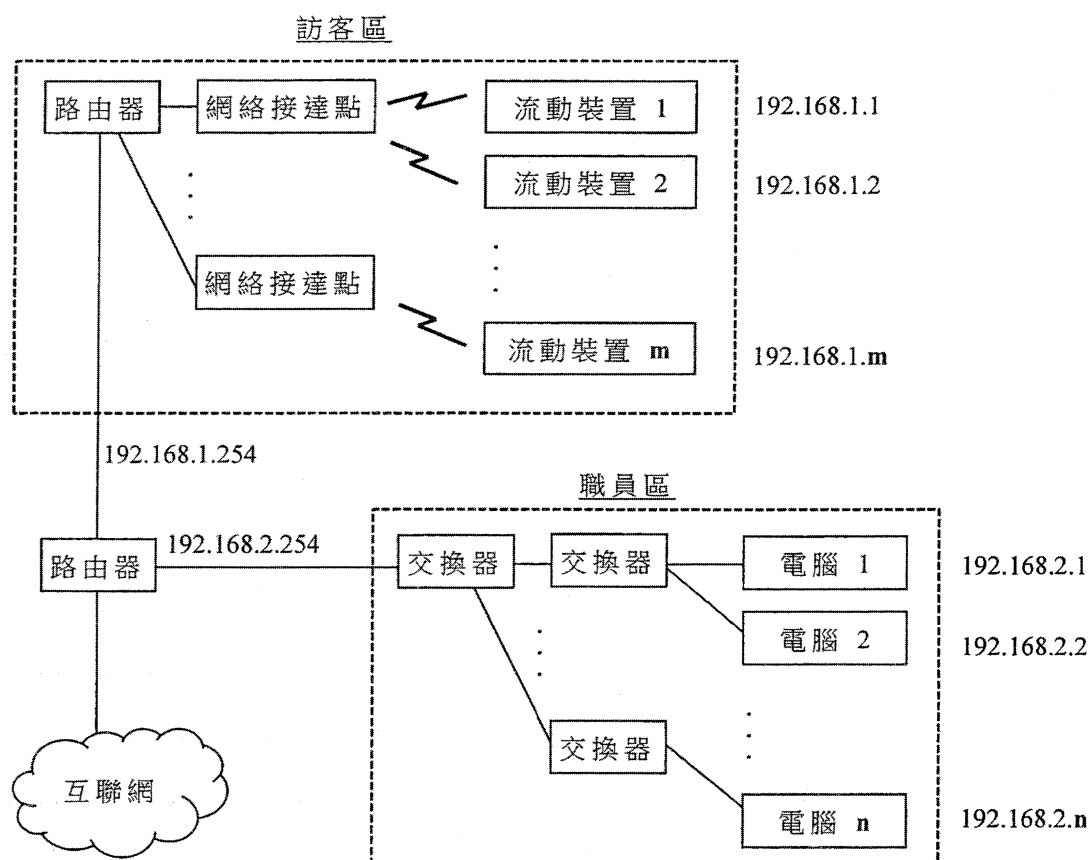 訪客區
路由器
網絡接達點
流動裝置 1
192.168.1.1
流動裝置 2
192.168.1.2
網絡接達點
流動裝置 m
192.168.1.m
192.168.1.254
職員區
路由器
192.168.2.254
交換器
交換器
電腦 1
192.168.2.1
電腦 2
192.168.2.2
交換器
互聯網
電腦 n
192.168.2.n